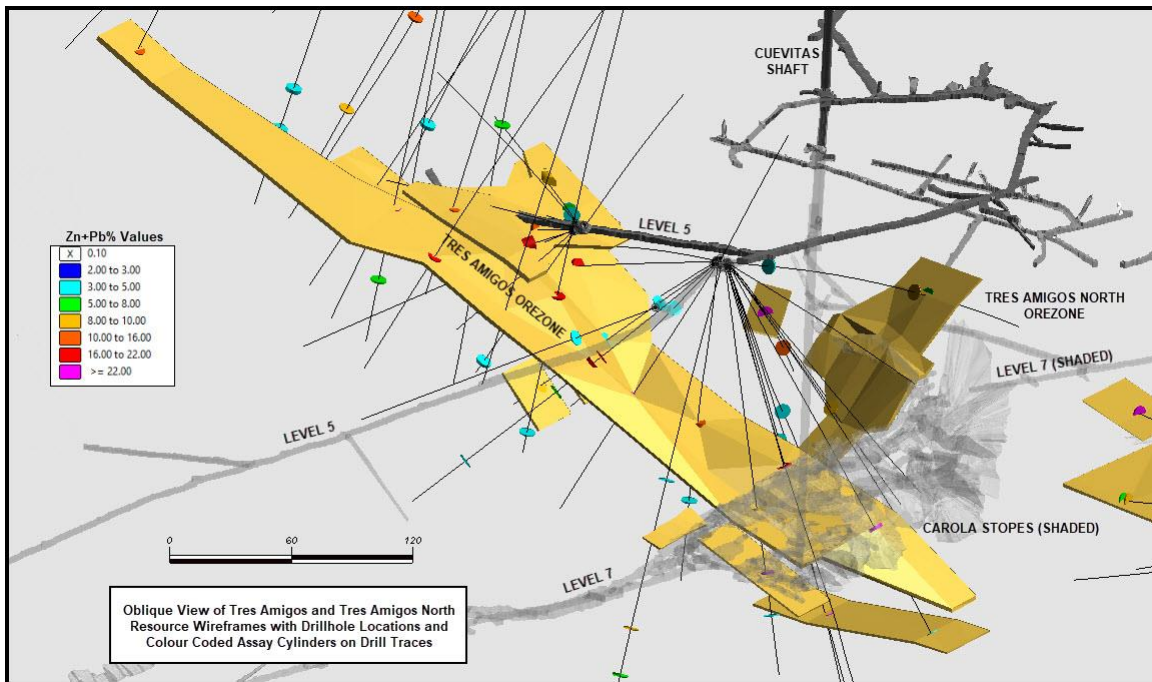 CUEVITAS
SHAFT
LEVEL 5
TRES AMIGOS OREZONE
Zn+Pb% Values
X 0.10
2.00 to 3.00
3.00 to 5.00
5.00 to 8.00
8.00 to 10.00
10.00 to 16.00
16.00 to 22.00
>= 22.00
TRES AMIGOS NORTH
OREZONE
LEVEL 7 (SHADED)
LEVEL 5
CAROLA STOPES (SHADED)
0 60 120
LEVEL 7
Oblique View of Tres Amigos and Tres Amigos North
Resource Wireframes with Drillhole Locations and
Colour Coded Assay Cylinders on Drill Traces